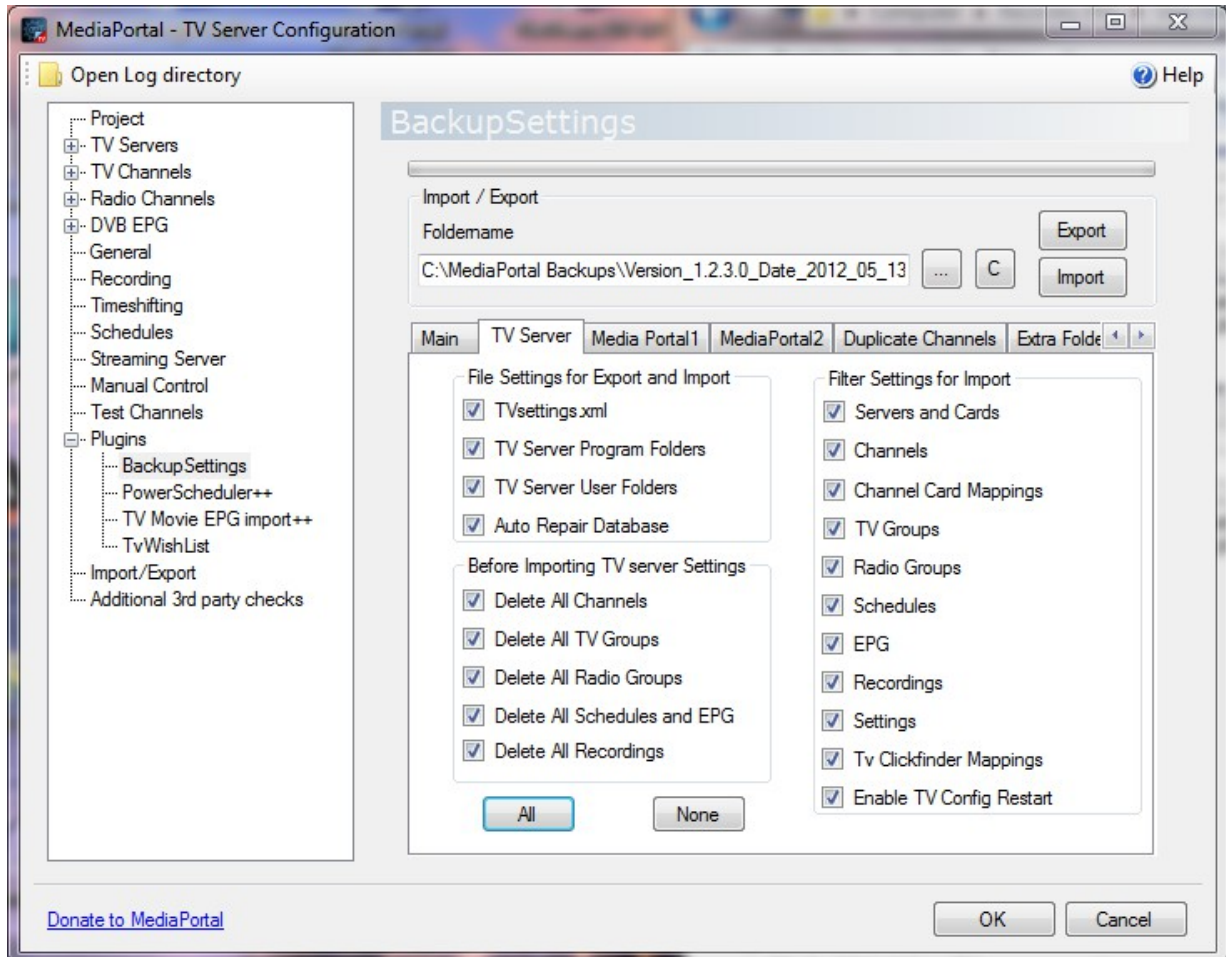 MediaPortal - TV Server Configuration
Open Log directory
Help
Project
TV Servers
TV Channels
Radio Channels
DVB EPG
General
Recording
Timeshifting
Schedules
Streaming Server
Manual Control
Test Channels
Plugins
BackupSettings
PowerScheduler++
TV Movie EPG import++
TvWishList
Import/Export
Additional 3rd party checks
BackupSettings
Import / Export
Foldername
Export
C:\MediaPortal Backups\Version_1.2.3.0_Date_2012_05_13
...
C
Import
Main
TV Server
Media Portal1
MediaPortal2
Duplicate Channels
Extra Folde
File Settings for Export and Import
TVsettings.xml
TV Server Program Folders
TV Server User Folders
Auto Repair Database
Before Importing TV server Settings
Delete All Channels
Delete All TV Groups
Delete All Radio Groups
Delete All Schedules and EPG
Delete All Recordings
All
None
Filter Settings for Import
Servers and Cards
Channels
Channel Card Mappings
TV Groups
Radio Groups
Schedules
EPG
Recordings
Settings
Tv Clickfinder Mappings
Enable TV Config Restart
Donate to MediaPortal
OK
Cancel